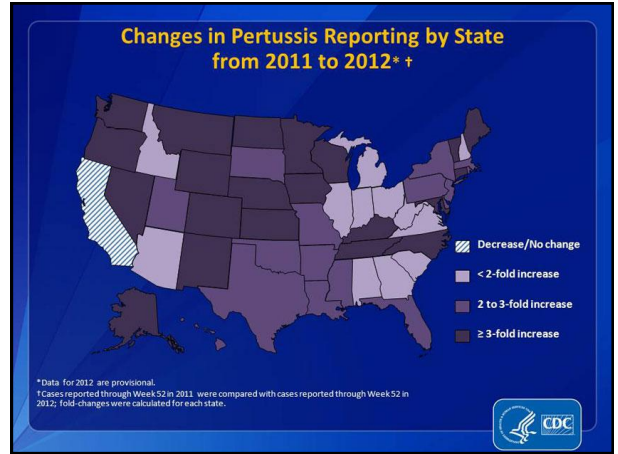 Changes in Pertussis Reporting by State
from 2011 to 2012* †
Decrease/No change
< 2-fold increase
2 to 3-fold increase
≥ 3-fold increase
*Data for 2012 are provisional.
†Cases reported through Week 52 in 2011 were compared with cases reported through Week 52 in
2012; fold-changes were calculated for each state.
CDC